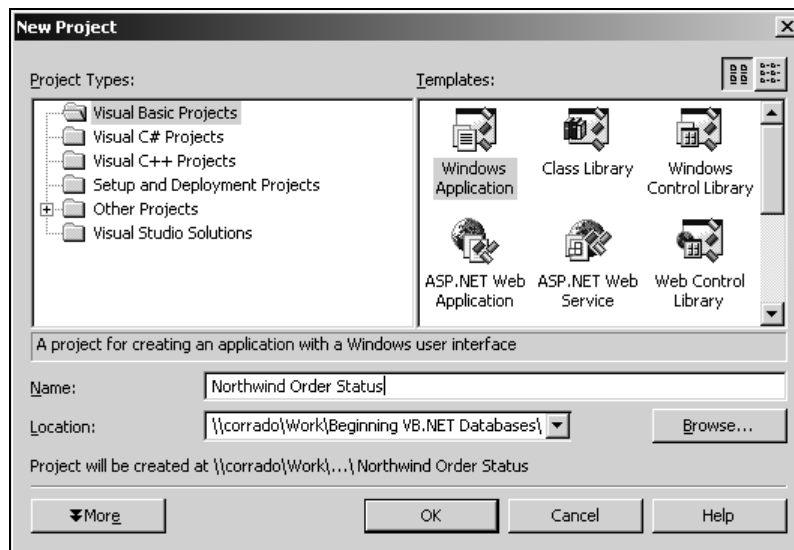 New Project
Project Types:
Templates:
Visual Basic Projects
Visual C# Projects
Visual C++ Projects
Setup and Deployment Projects
Other Projects
Visual Studio Solutions
Windows
Application
Class Library
Windows
Control Library
ASP.NET Web
Application
ASP.NET Web
Service
Web Control
Library
A project for creating an application with a Windows user interface
Name:
Northwind Order Status
Location:
\\corrado\Work\Beginning VB.NET Databases\
Browse...
Project will be created at \\corrado\Work\...\Northwind Order Status
More
OK
Cancel
Help